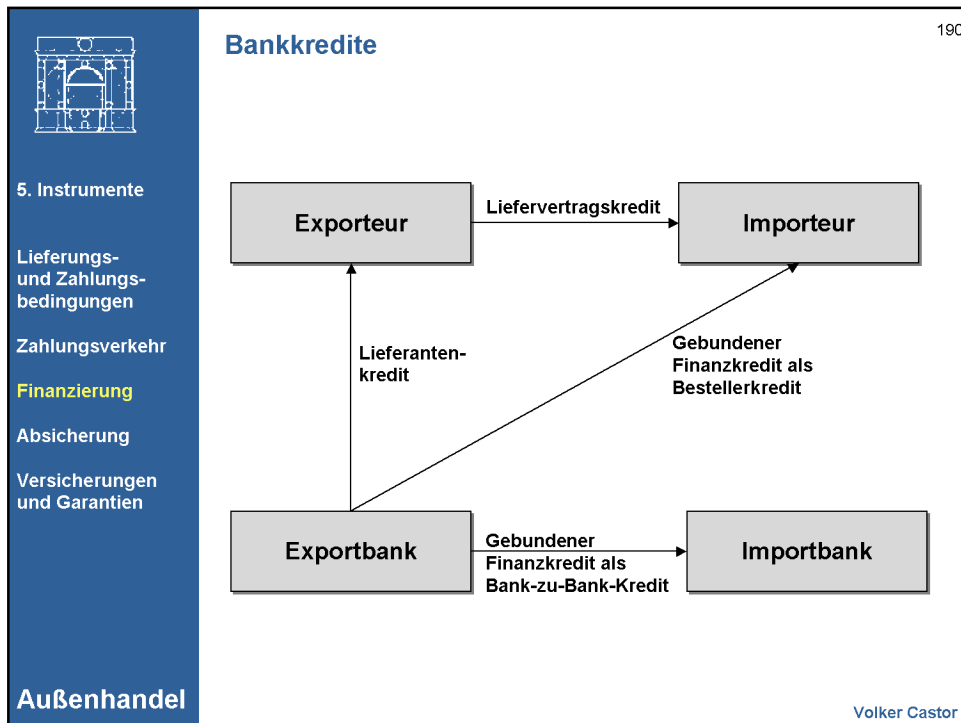 190
Bankkredite
5. Instrumente
Lieferungs-
und Zahlungs-
bedingungen
Zahlungsverkehr
Finanzierung
Absicherung
Versicherungen
und Garantien
Außenhandel
Exporteur
Liefervertragskredit
Importeur
Lieferanten-
kredit
Gebundener
Finanzkredit als
Bestellerkredit
Exportbank
Gebundener
Finanzkredit als
Bank-zu-Bank-Kredit
Importbank
Volker Castor